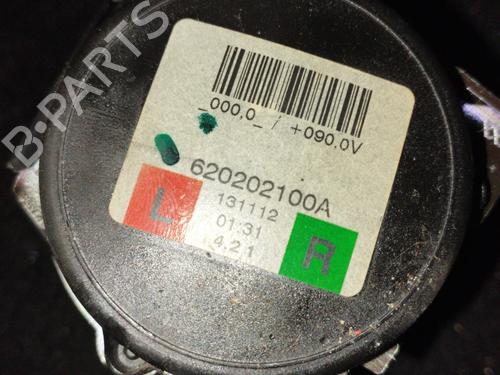 B-PARTS
_000,0_ / +090.0V
620202100A
L
131112
01:31
4.2.1
R